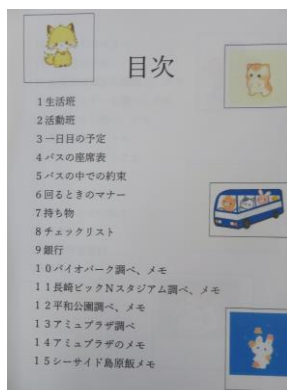 目次
1生活班
2活動班
3一日目の予定
4バスの座席表
5バスの中での約束
6回るときのマナー
7持ち物
8チェックリスト
9銀行
10バイオパーク調べ、メモ
11長崎ビックNスタジアム調べ、メモ
12平和公園調べ、メモ
13アミュプラザ調べ
14アミュプラザのメモ
15シーサイド島原飯メモ